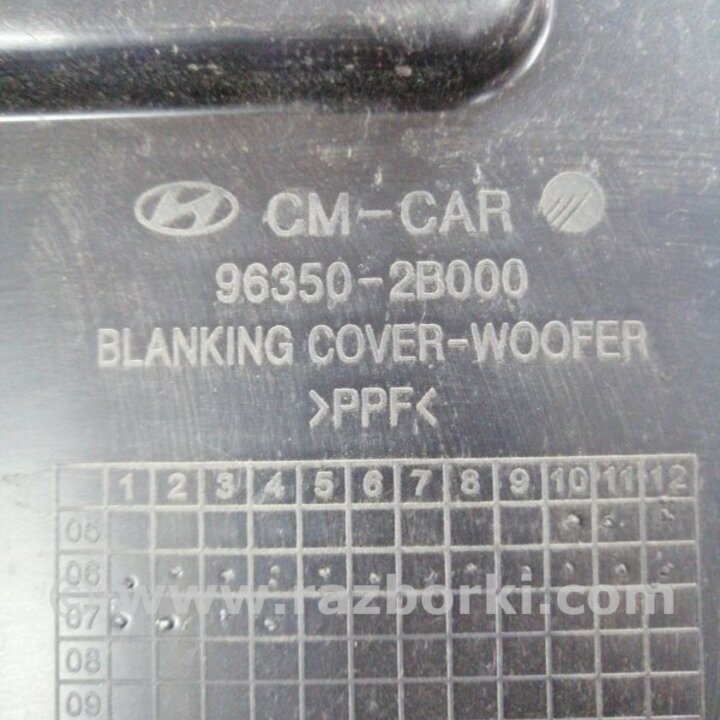 CM-CAR
96350-2B000
BLANKING COVER-WOOFER
>PPF<
1 2 3 4 5 6 7 8 9 10 11 12
05
06
www.razborki.com
07
08
09